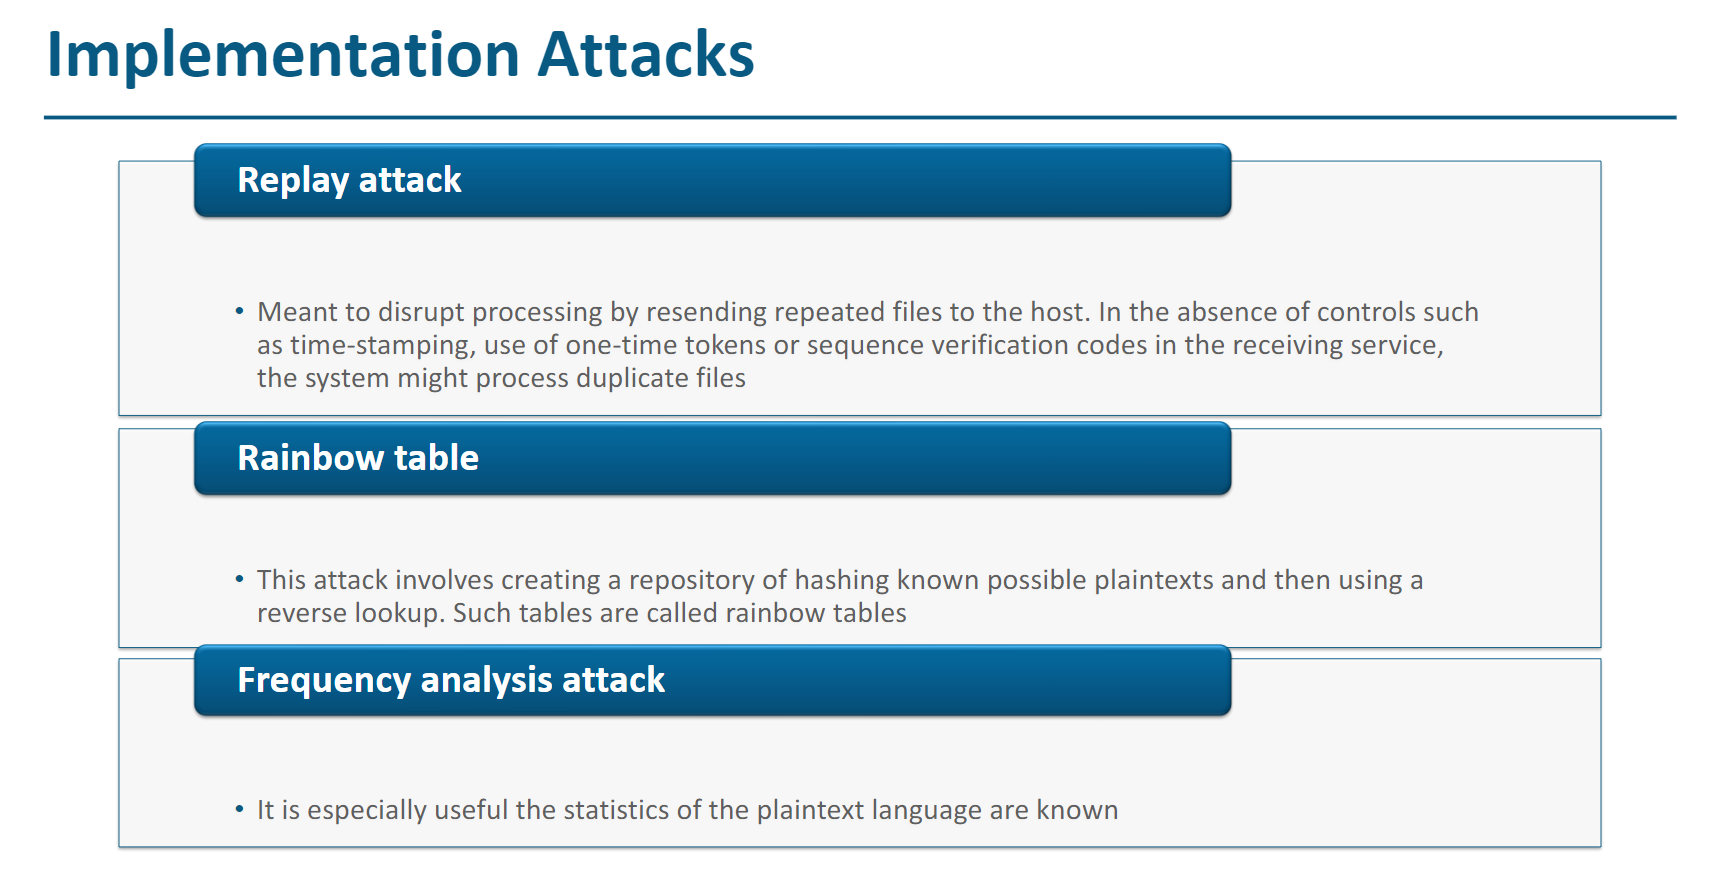 Implementation Attacks
Replay attack
• Meant to disrupt processing by resending repeated files to the host. In the absence of controls such
as time-stamping, use of one-time tokens or sequence verification codes in the receiving service,
the system might process duplicate files
Rainbow table
• This attack involves creating a repository of hashing known possible plaintexts and then using a
reverse lookup. Such tables are called rainbow tables
Frequency analysis attack
• It is especially useful the statistics of the plaintext language are known